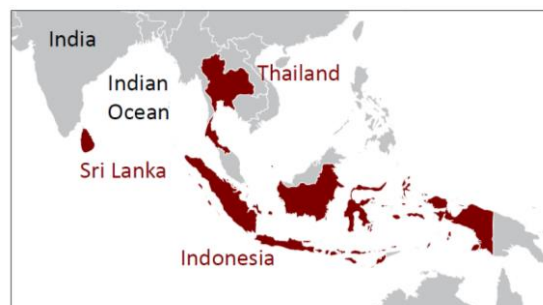 India
Indian
Ocean
Thailand
Sri Lanka
Indonesia